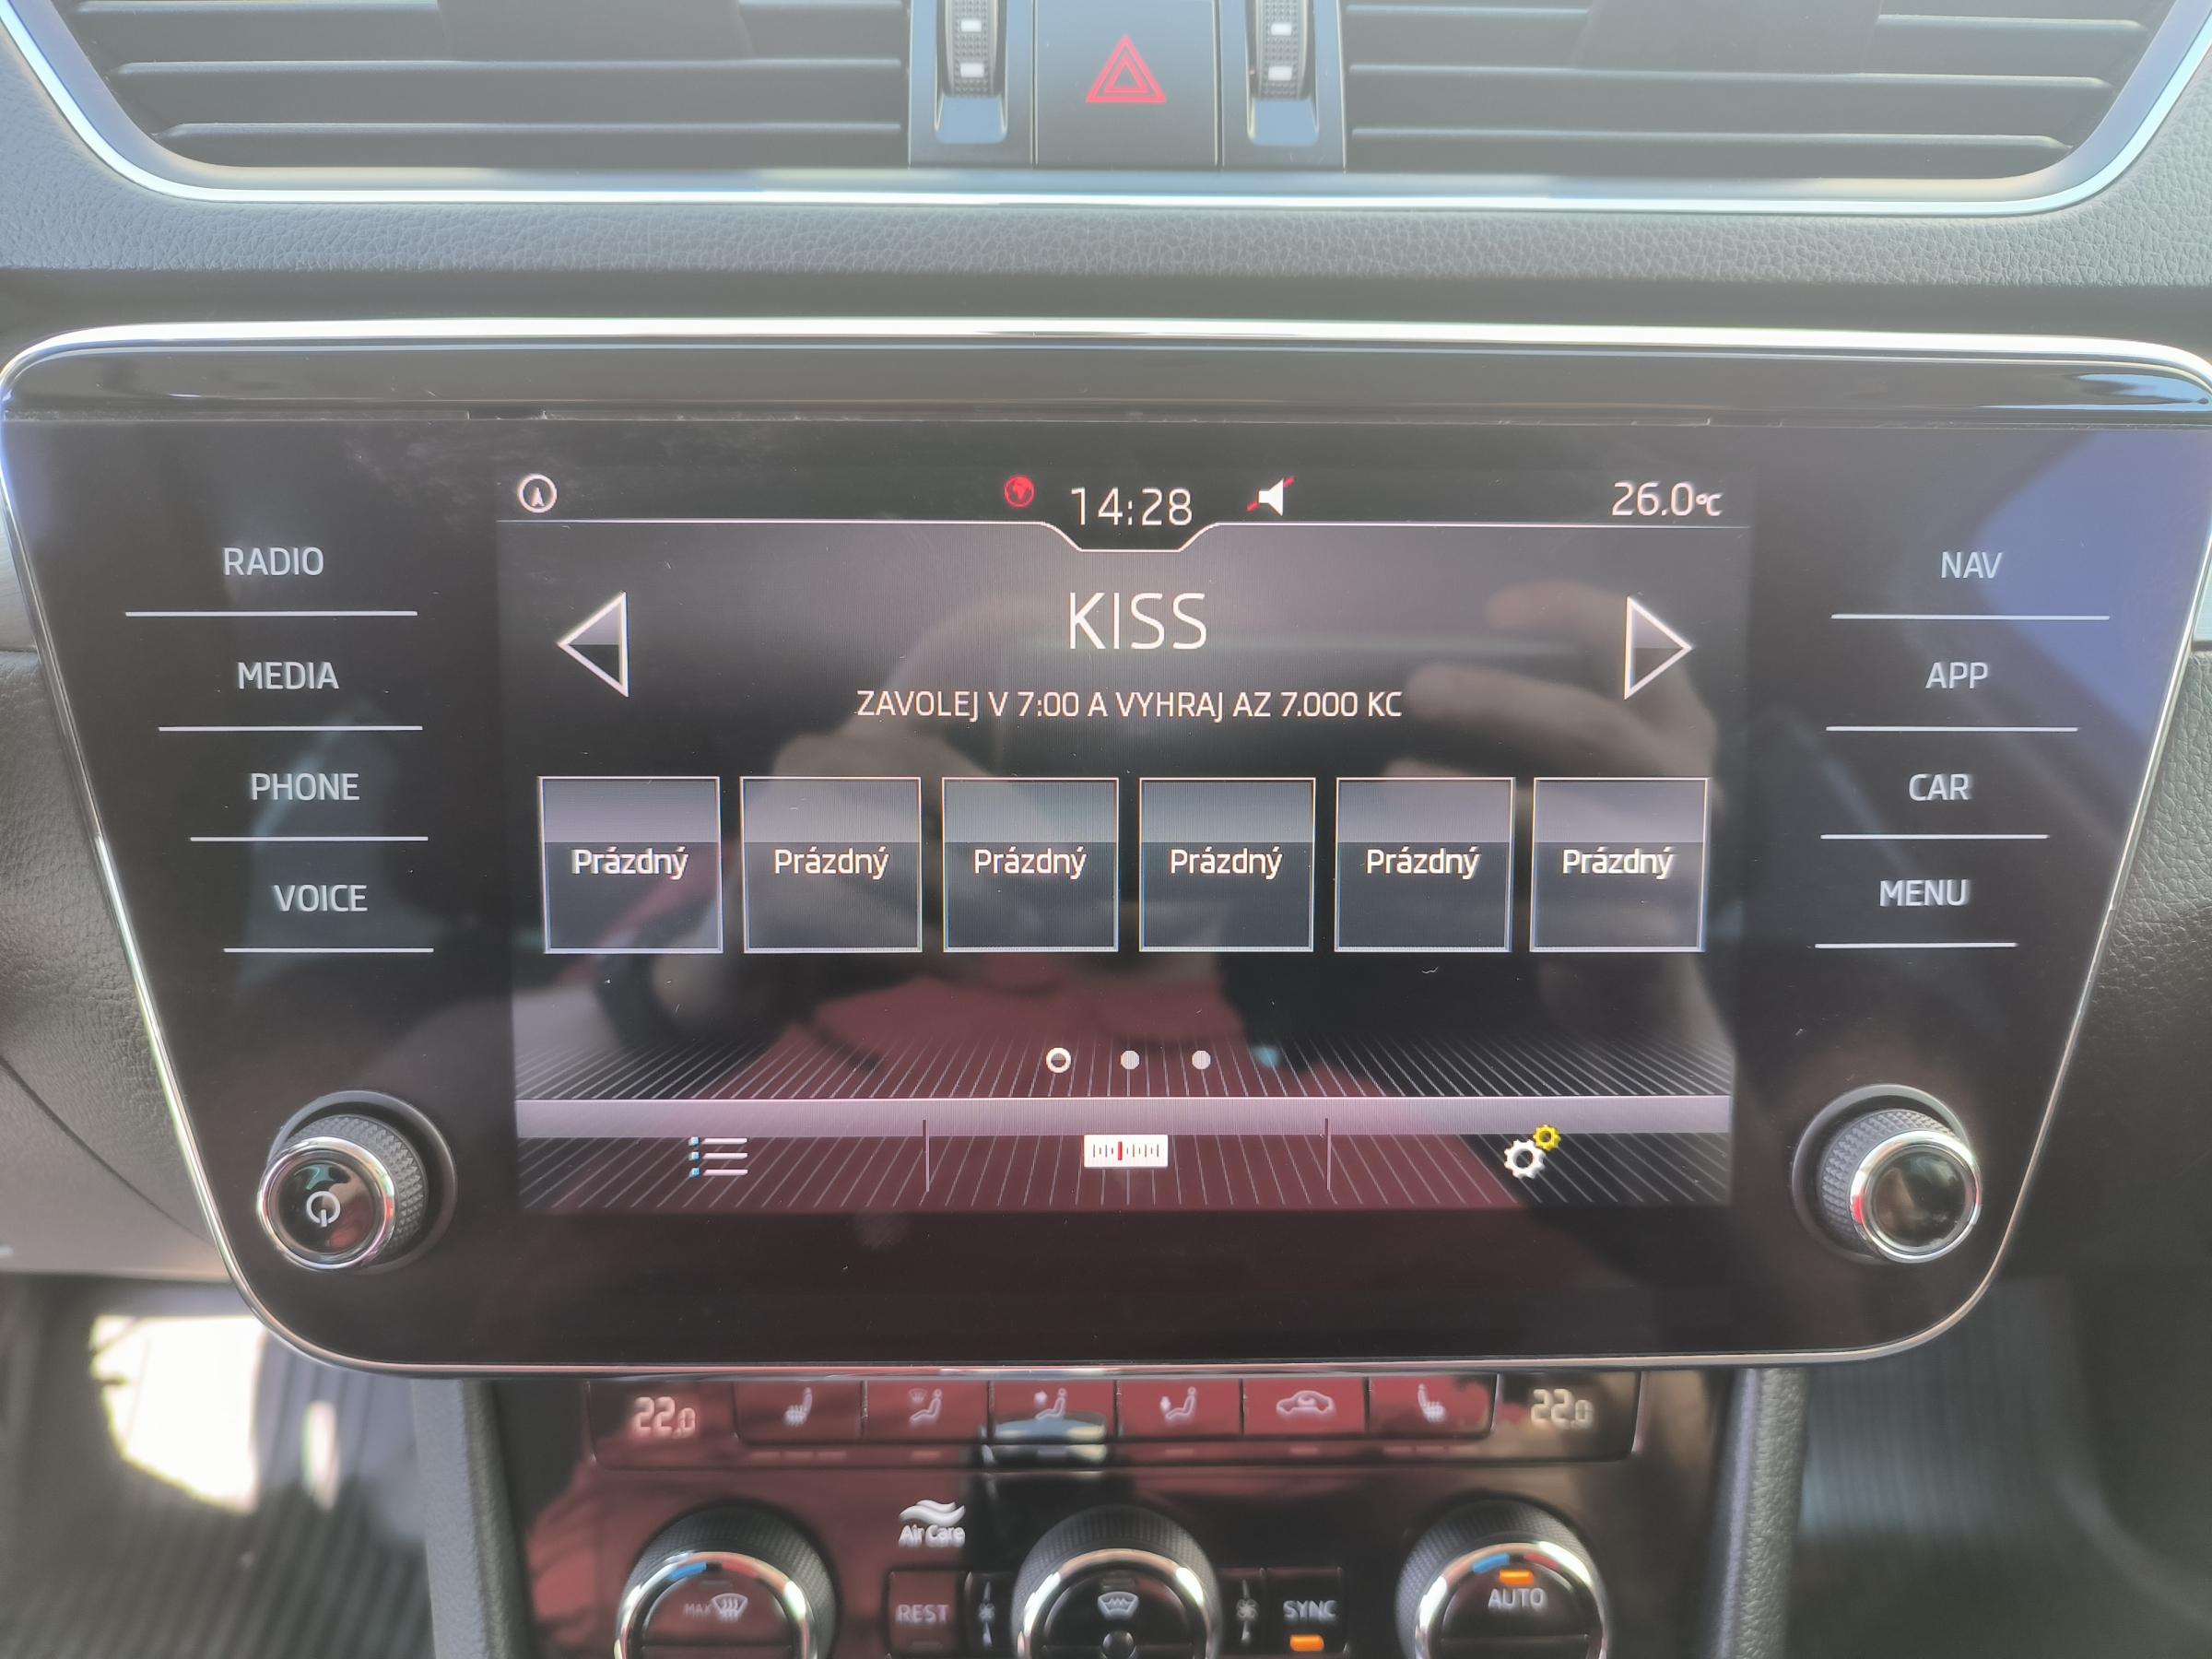 14:28
26.0°C
RADIO
MEDIA
PHONE
VOICE
KISS
ZAVOLEJ V 7:00 A VYHRAJ AZ 7.000 KC
Prázdný Prázdný Prázdný Prázdný Prázdný Prázdný
NAV
APP
CAR
MENU
22.0
22.0
Air Care
MAX
REST
SYNC
AUTO